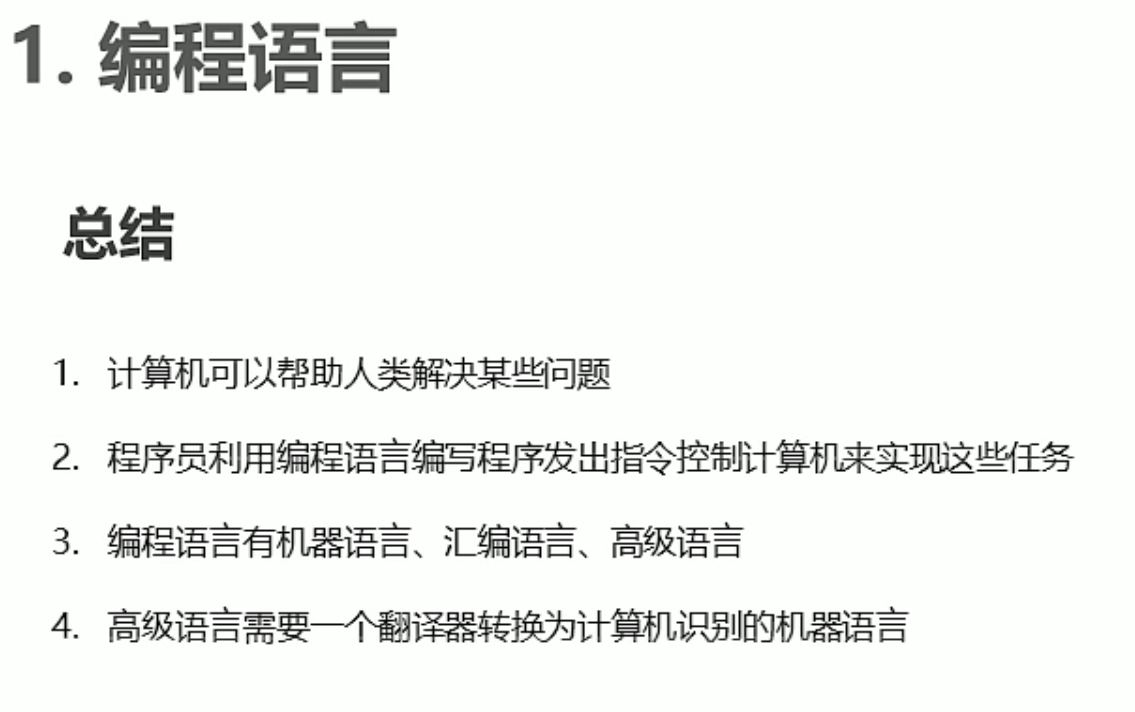 1. 编程语言
总结
1. 计算机可以帮助人类解决某些问题
2. 程序员利用编程语言编写程序发出指令控制计算机来实现这些任务
3. 编程语言有机器语言、汇编语言、高级语言
4. 高级语言需要一个翻译器转换为计算机识别的机器语言